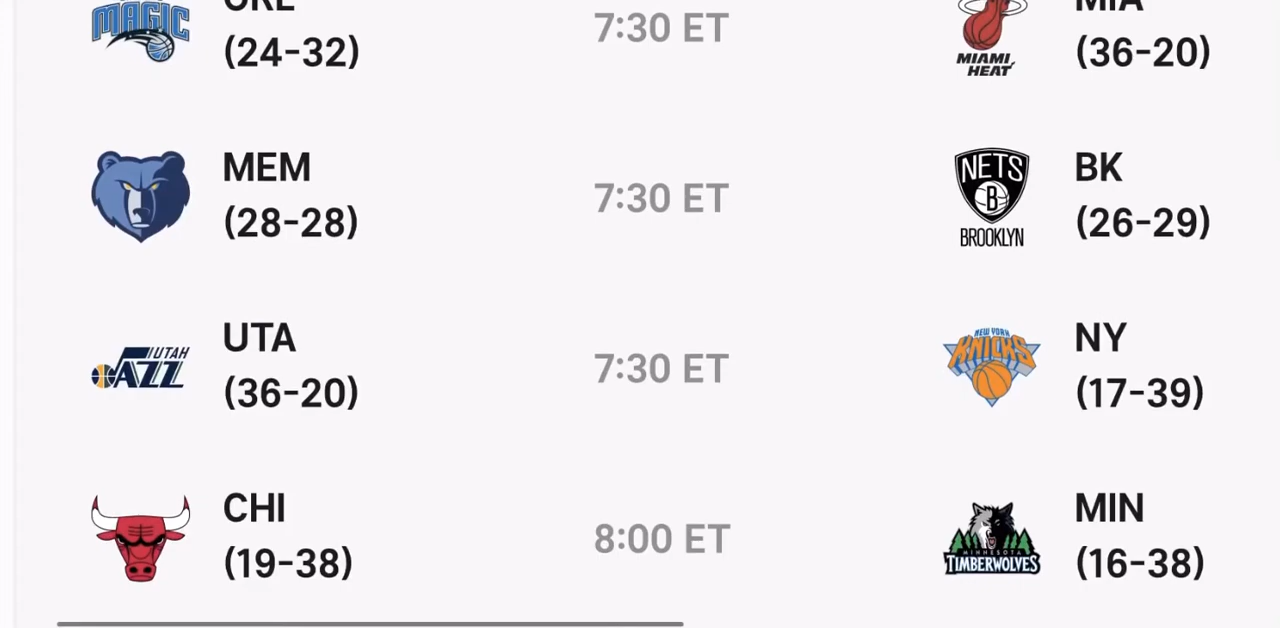 MAGIC
ORL
(24-32)
7:30 ET
MIAMI
HEAT
MIA
(36-20)
MEM
(28-28)
7:30 ET
NETS
B
BROOKLYN
BK
(26-29)
UTAH
JAZZ
UTA
(36-20)
7:30 ET
NEW YORK
KNICKS
NY
(17-39)
CHI
(19-38)
8:00 ET
MINNESOTA
TIMBERWOLVES
MIN
(16-38)